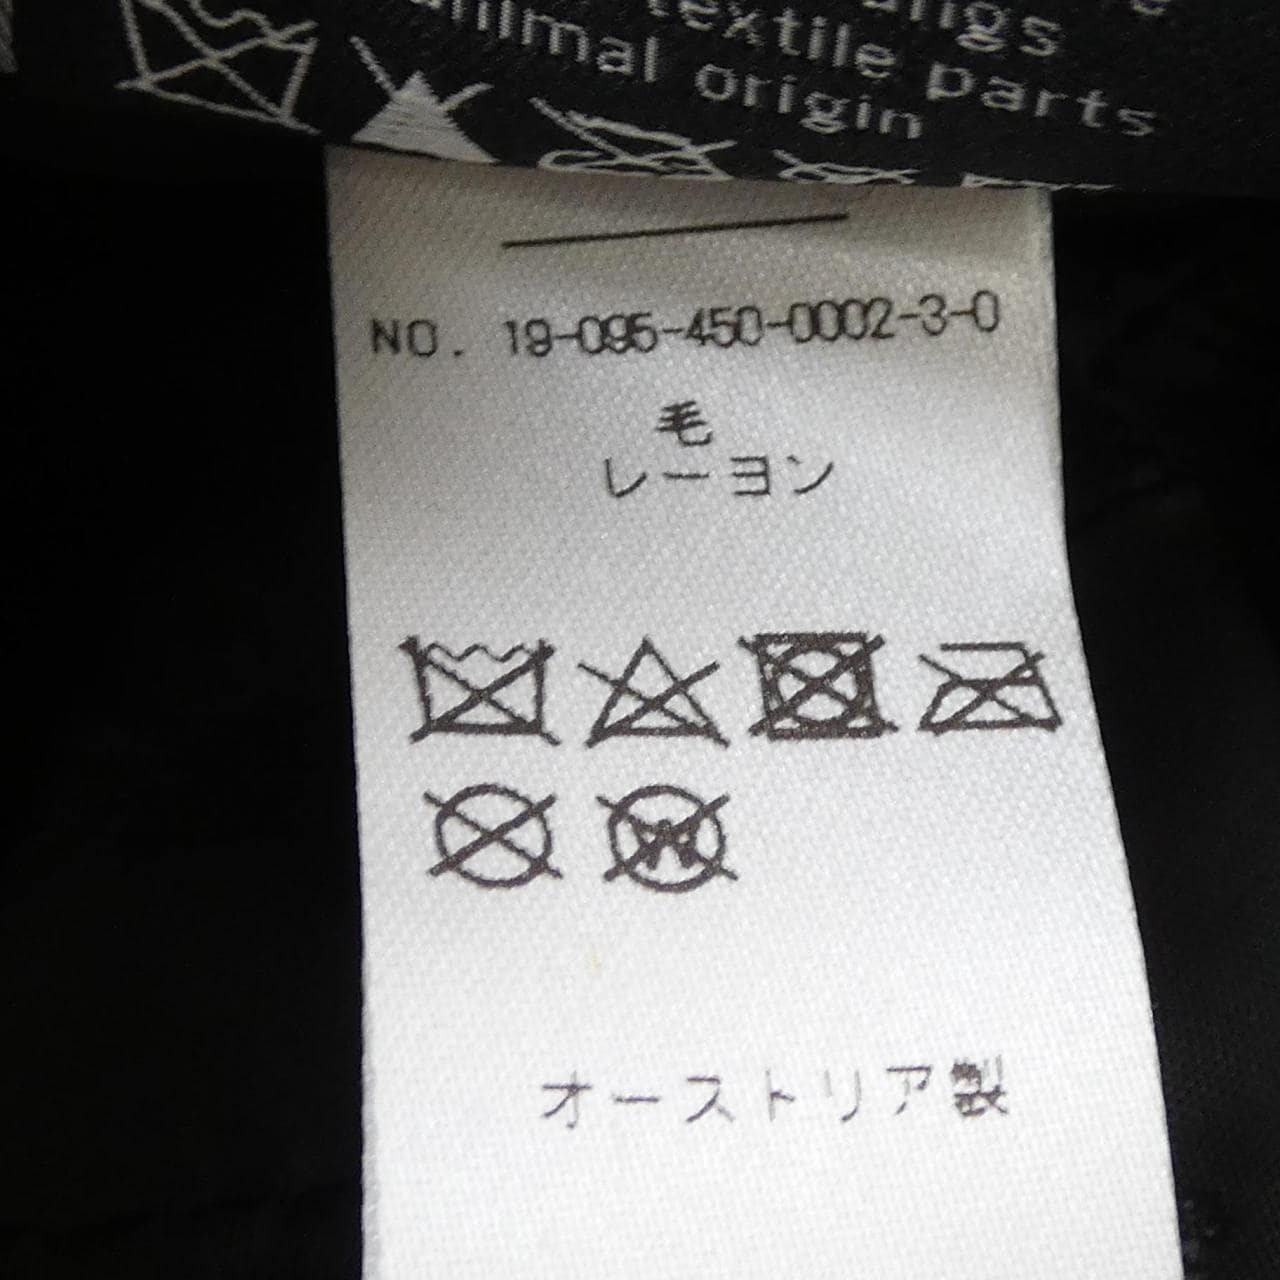 igs
textile parts
animal origin
NO. 19-095-450-0002-3-0
毛
レーヨン
W
オーストリア製